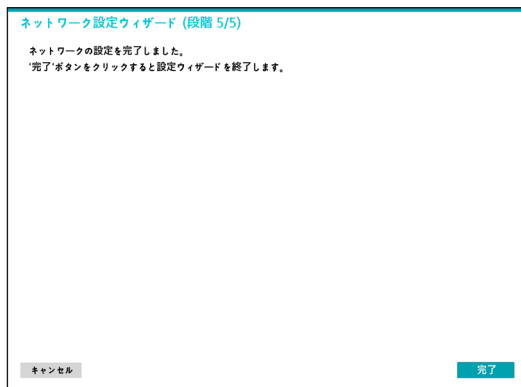 ネットワーク設定ウィザード (段階 5/5)
ネットワークの設定を完了しました。
'完了'ボタンをクリックすると設定ウィザードを終了します。
キャンセル
完了